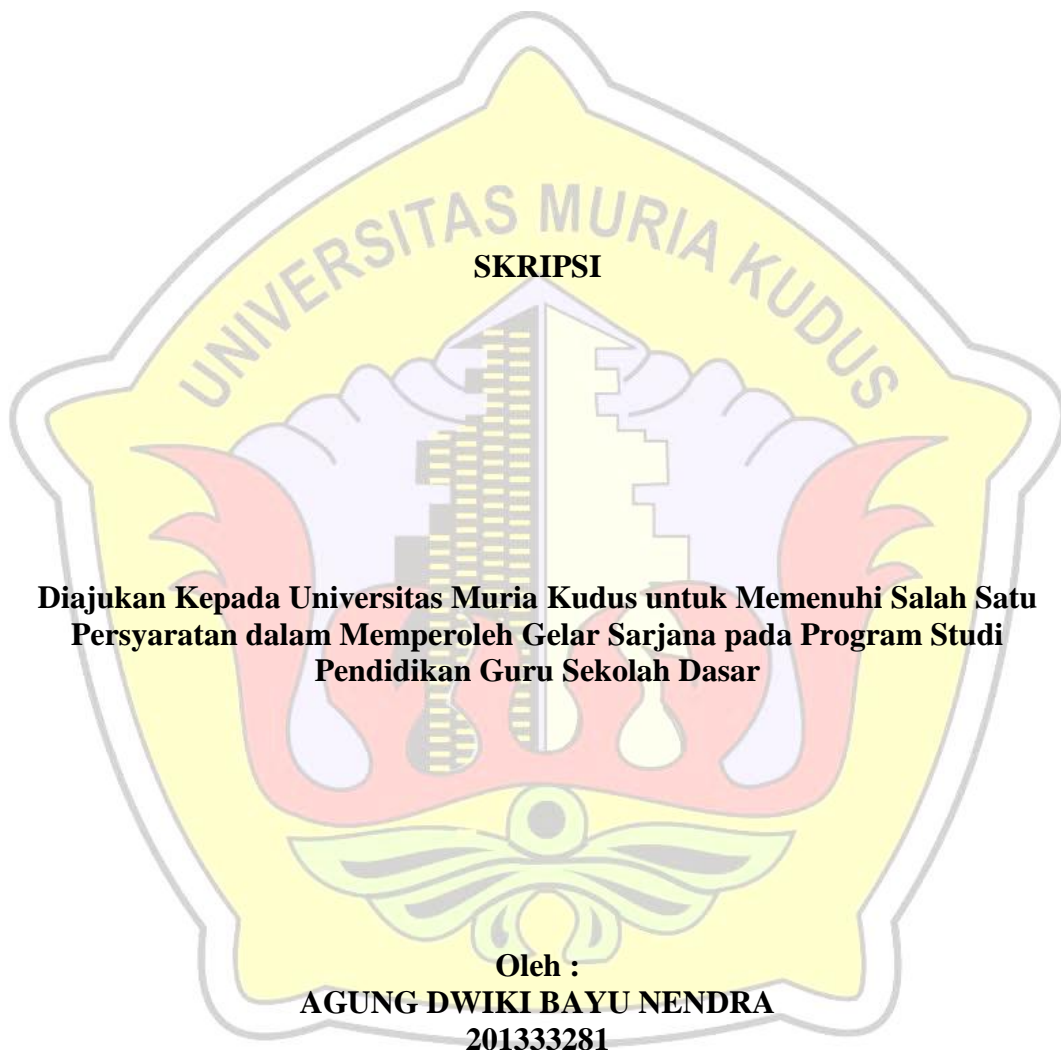 UNIVERSITAS MURIA KUDUS
SKRIPSI
Diajukan Kepada Universitas Muria Kudus untuk Memenuhi Salah Satu
Persyaratan dalam Memperoleh Gelar Sarjana pada Program Studi
Pendidikan Guru Sekolah Dasar
Oleh :
AGUNG DWIKI BAYU NENDRA
201333281